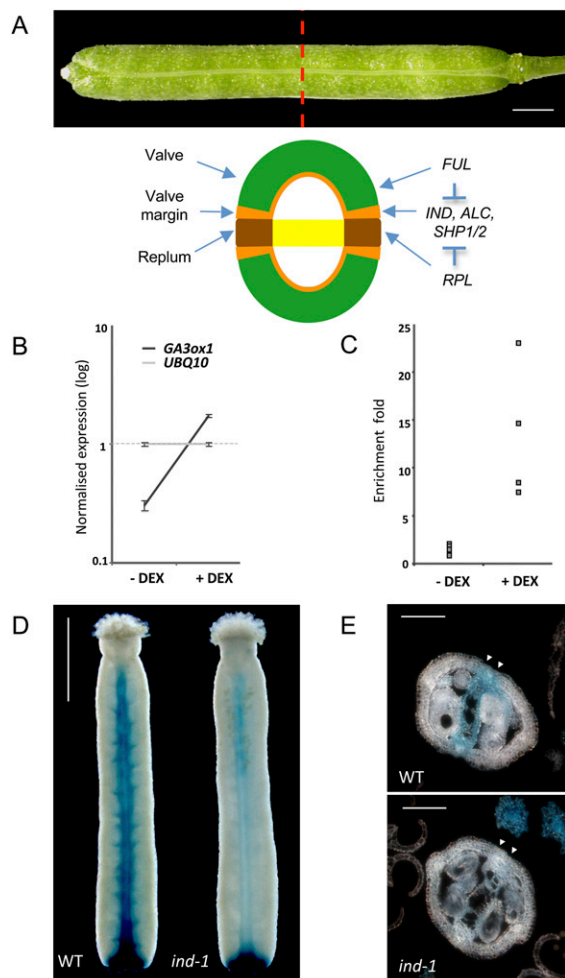 A
Valve
Valve
margin
Replum
FUL
IND, ALC,
SHP1/2
RPL
B
Normalised expression (log)
10
1
0.1
GA3ox1
UBQ10
- DEX
+ DEX
C
Enrichment fold
25
20
15
10
5
0
- DEX
+ DEX
D
WT
ind-1
E
WT
ind-1